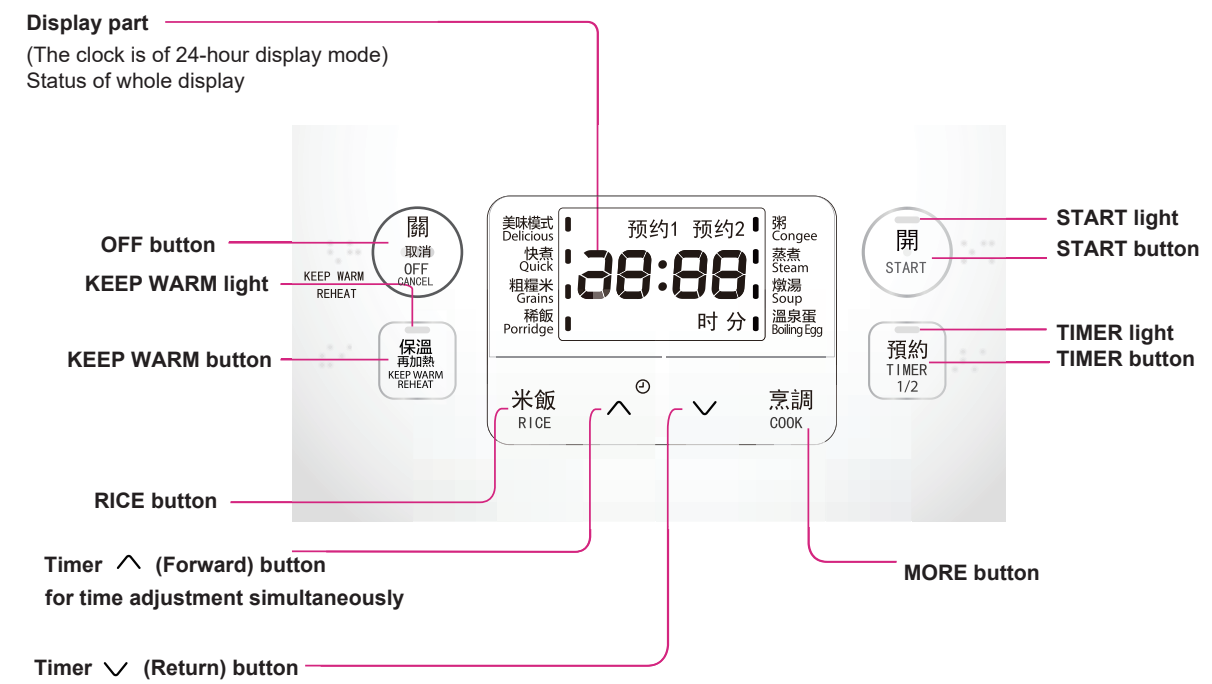 Display part
(The clock is of 24-hour display mode)
Status of whole display
OFF button
KEEP WARM light
KEEP WARM button
關
取消
OFF
CANCEL
KEEP WARM
REHEAT
保溫
再加熱
KEEP WARM
REHEAT
美味模式
Delicious
快煮
Quick
粗糧米
Grains
稀飯
Porridge
预约1 预约2
28:88
时 分
粥
Congee
蒸煮
Steam
燉湯
Soup
溫泉蛋
Boiling Egg
米飯
RICE
烹調
COOK
開
START
預約
TIMER
1/2
START light
START button
TIMER light
TIMER button
RICE button
Timer ︿ (Forward) button
for time adjustment simultaneously
MORE button
Timer ﹀ (Return) button